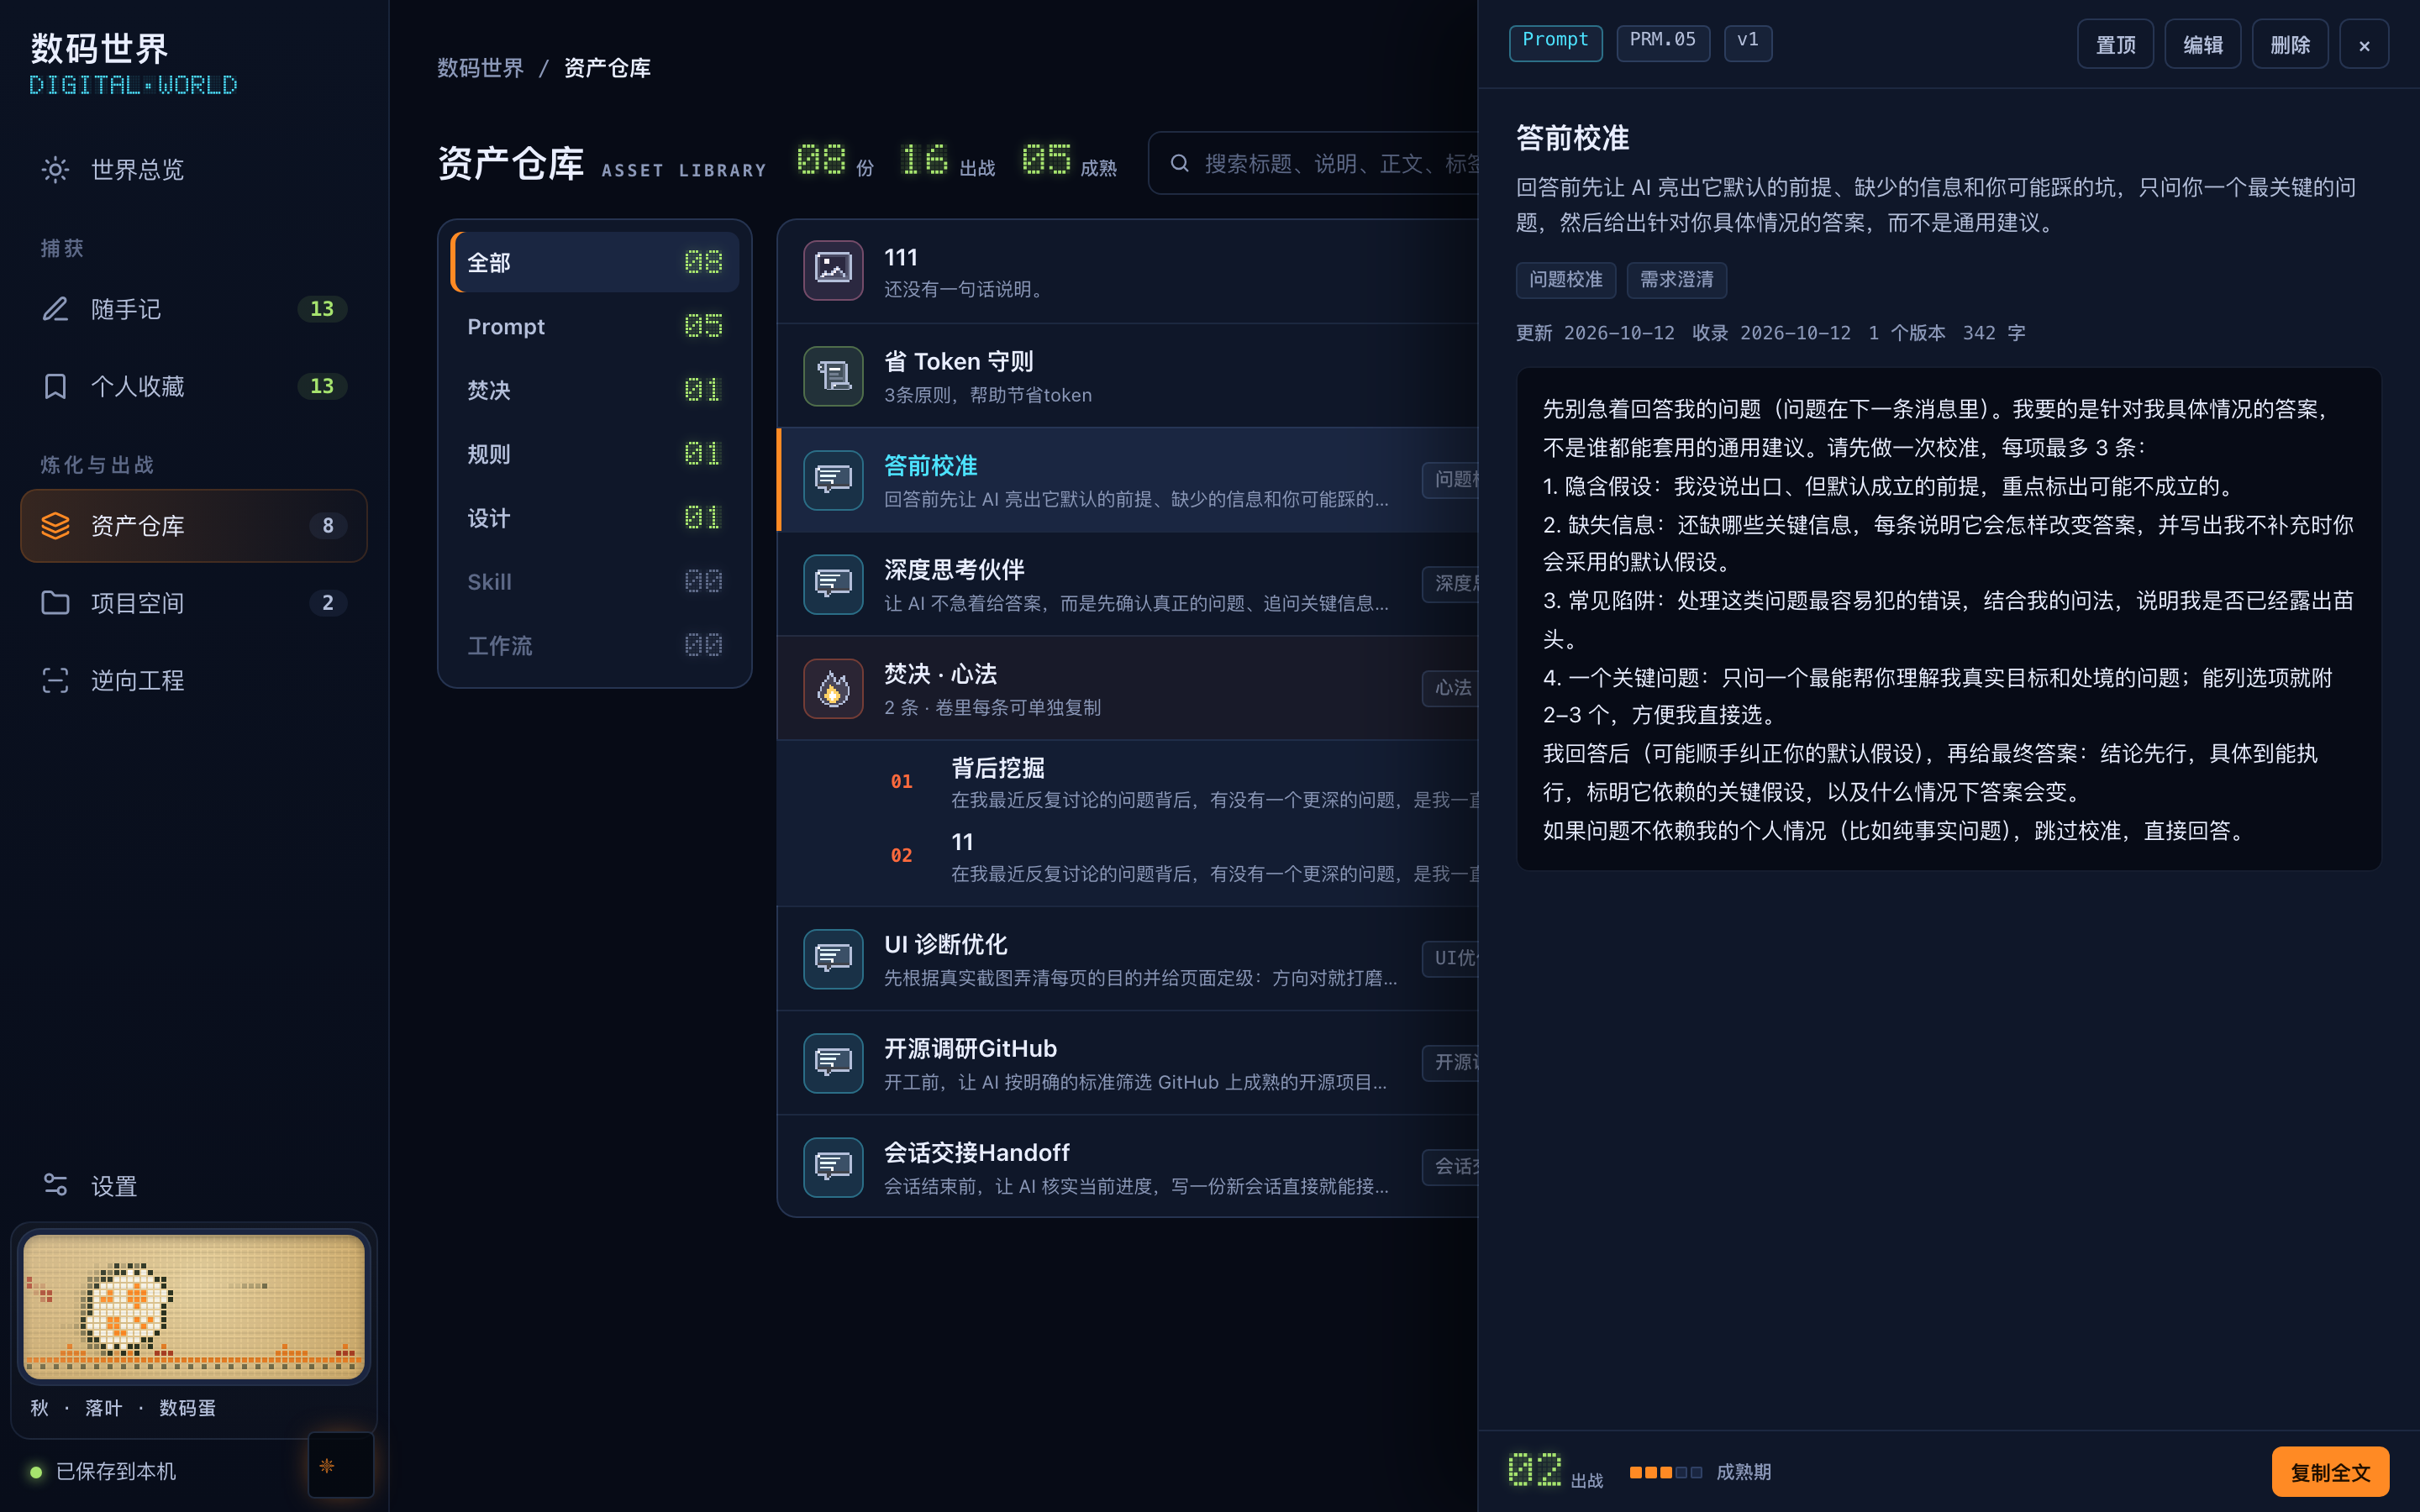 数码世界
DIGITAL·WORLD
世界总览
捕获
随手记 13
个人收藏 13
炼化与出战
资产仓库 8
项目空间 2
逆向工程
设置
秋 · 落叶 · 数码蛋
已保存到本机
数码世界 / 资产仓库
资产仓库 ASSET LIBRARY 08 份 16 出战 05 成熟
搜索标题、说明、正文、标签
全部 08
Prompt 05
焚决 01
规则 01
设计 01
Skill 00
工作流 00
111
还没有一句话说明。
省 Token 守则
3条原则，帮助节省token
答前校准
回答前先让 AI 亮出它默认的前提、缺少的信息和你可能踩的...
问题
深度思考伙伴
让 AI 不急着给答案，而是先确认真正的问题、追问关键信息...
深度
焚决 · 心法
2 条 · 卷里每条可单独复制
心法
01 背后挖掘
在我最近反复讨论的问题背后，有没有一个更深的问题，是我一直
02 11
在我最近反复讨论的问题背后，有没有一个更深的问题，是我一直
UI 诊断优化
先根据真实截图弄清每页的目的并给页面定级：方向对就打磨...
UI优
开源调研GitHub
开工前，让 AI 按明确的标准筛选 GitHub 上成熟的开源项目...
开源
会话交接Handoff
会话结束前，让 AI 核实当前进度，写一份新会话直接就能接...
会话
Prompt PRM.05 v1 置顶 编辑 删除 ×
答前校准
回答前先让 AI 亮出它默认的前提、缺少的信息和你可能踩的坑，只问你一个最关键的问
题，然后给出针对你具体情况的答案，而不是通用建议。
问题校准 需求澄清
更新 2026-10-12 收录 2026-10-12 1 个版本 342 字
先别急着回答我的问题（问题在下一条消息里）。我要的是针对我具体情况的答案，
不是谁都能套用的通用建议。请先做一次校准，每项最多 3 条：
1. 隐含假设：我没说出口、但默认成立的前提，重点标出可能不成立的。
2. 缺失信息：还缺哪些关键信息，每条说明它会怎样改变答案，并写出我不补充时你
会采用的默认假设。
3. 常见陷阱：处理这类问题最容易犯的错误，结合我的问法，说明我是否已经露出苗
头。
4. 一个关键问题：只问一个最能帮你理解我真实目标和处境的问题；能列选项就附
2–3 个，方便我直接选。
我回答后（可能顺手纠正你的默认假设），再给最终答案：结论先行，具体到能执
行，标明它依赖的关键假设，以及什么情况下答案会变。
如果问题不依赖我的个人情况（比如纯事实问题），跳过校准，直接回答。
02 出战 成熟期 复制全文